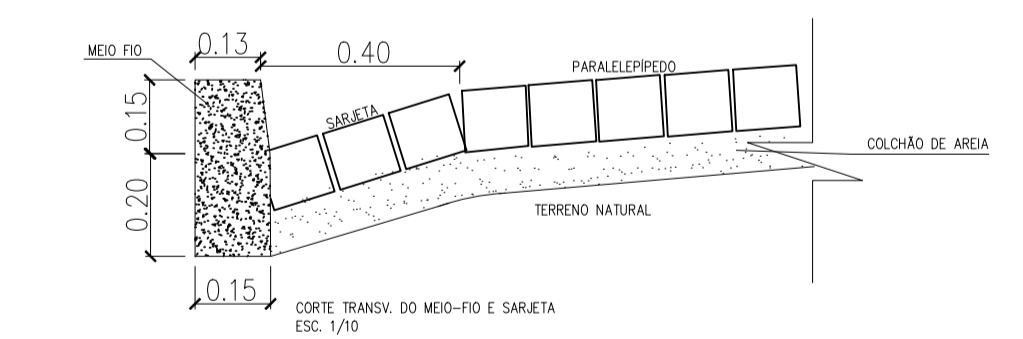 MEIO FIO
0.13
0.40
PARALELEPÍPEDO
0.15
SARJETA
COLCHÃO DE AREIA
0.20
TERRENO NATURAL
0.15
CORTE TRANSV. DO MEIO-FIO E SARJETA
ESC. 1/10